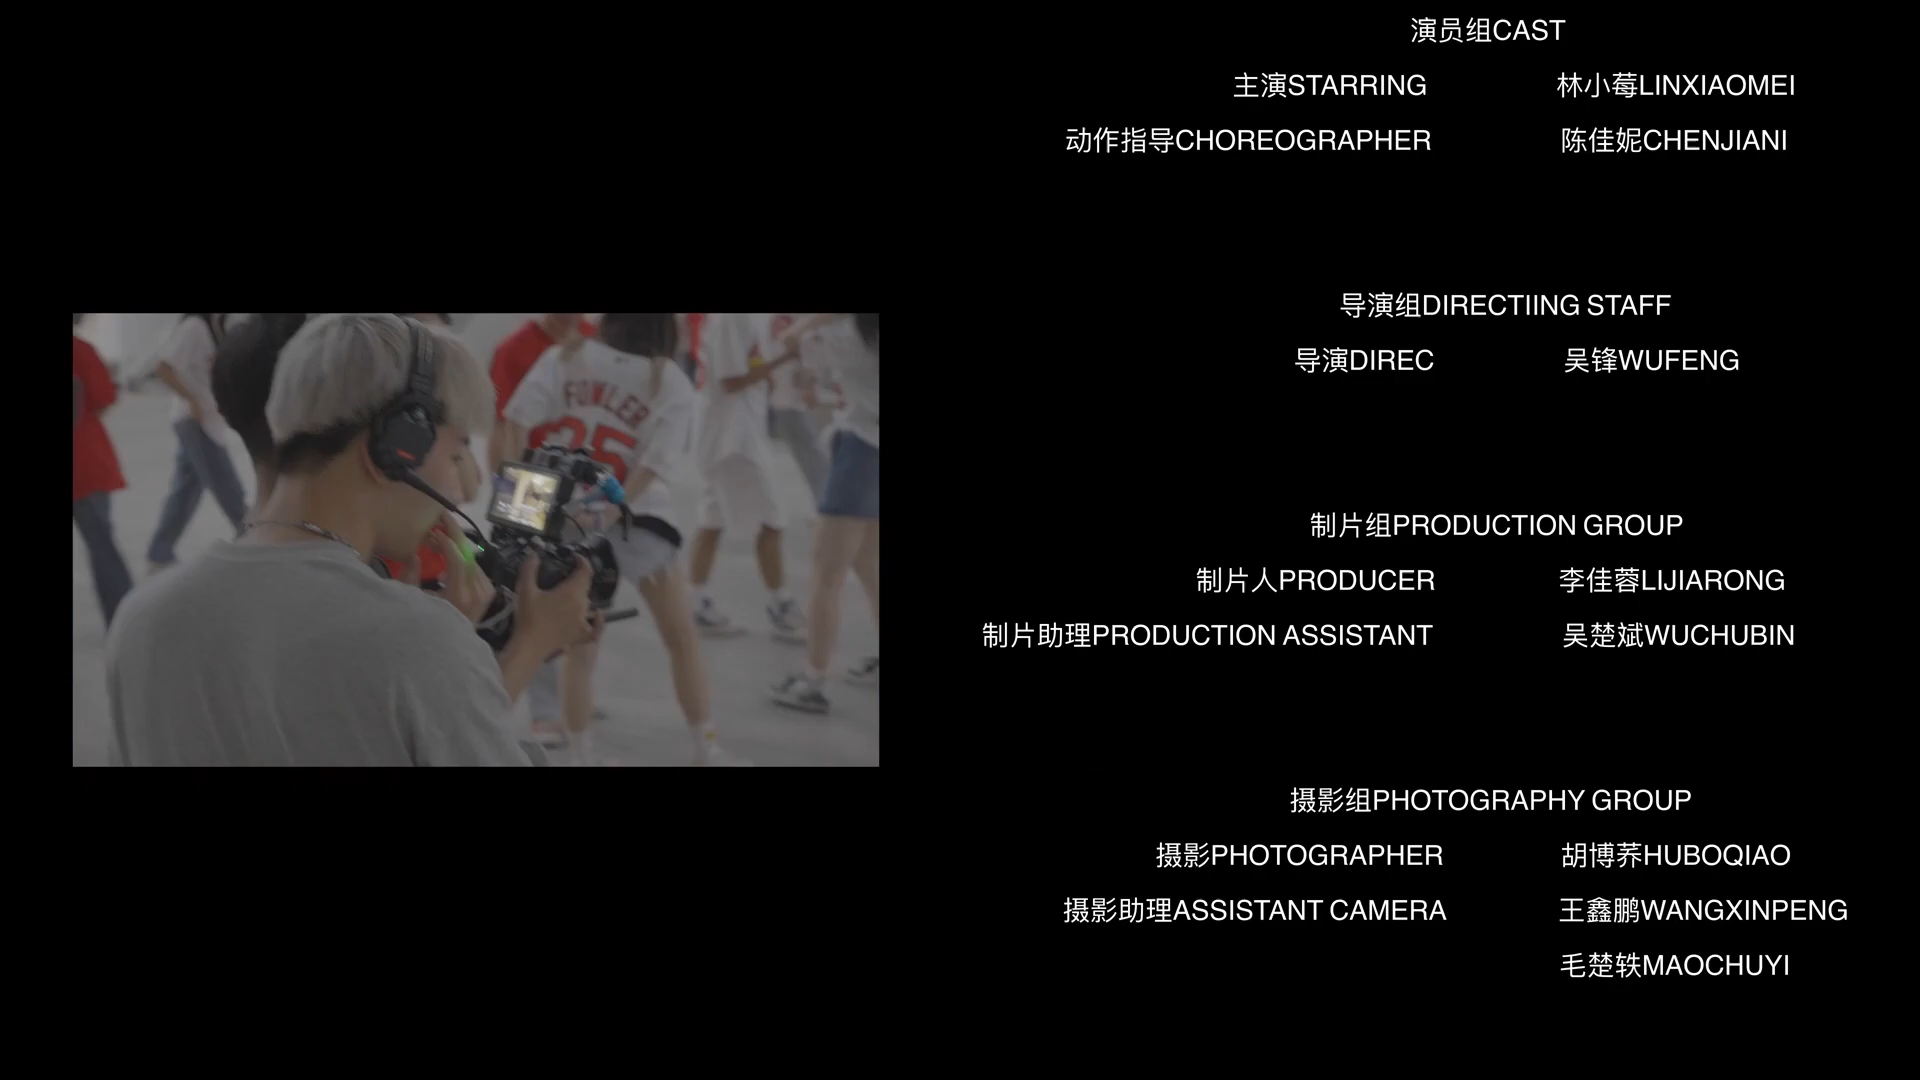 演员组CAST
主演STARRING 林小莓LINXIAOMEI
动作指导CHOREOGRAPHER 陈佳妮CHENJIANI
导演组DIRECTIING STAFF
导演DIREC 吴锋WUFENG
制片组PRODUCTION GROUP
制片人PRODUCER 李佳蓉LIJIARONG
制片助理PRODUCTION ASSISTANT 吴楚斌WUCHUBIN
摄影组PHOTOGRAPHY GROUP
摄影PHOTOGRAPHER 胡博荞HUBOQIAO
摄影助理ASSISTANT CAMERA 王鑫鹏WANGXINPENG
毛楚轶MAOCHUYI
FOWLER
25